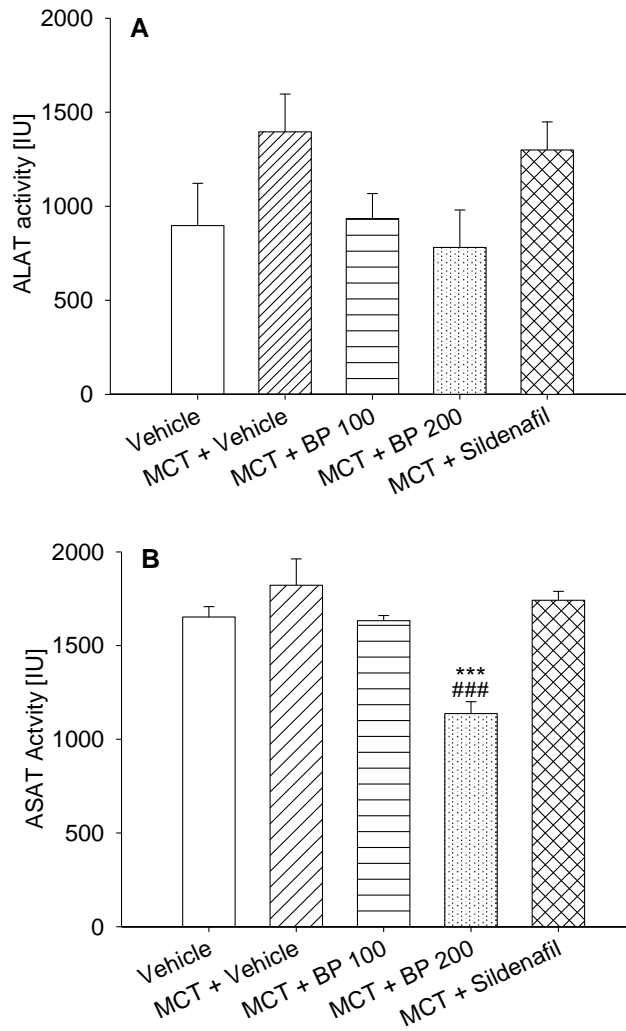 A
2000
1500
1000
500
0
ALAT activity [IU]
Vehicle
MCT + Vehicle
MCT + BP 100
MCT + BP 200
MCT + Sildenafil
B
2000
1500
1000
500
0
ASAT Actvity [IU]
***
###
Vehicle
MCT + Vehicle
MCT + BP 100
MCT + BP 200
MCT + Sildenafil